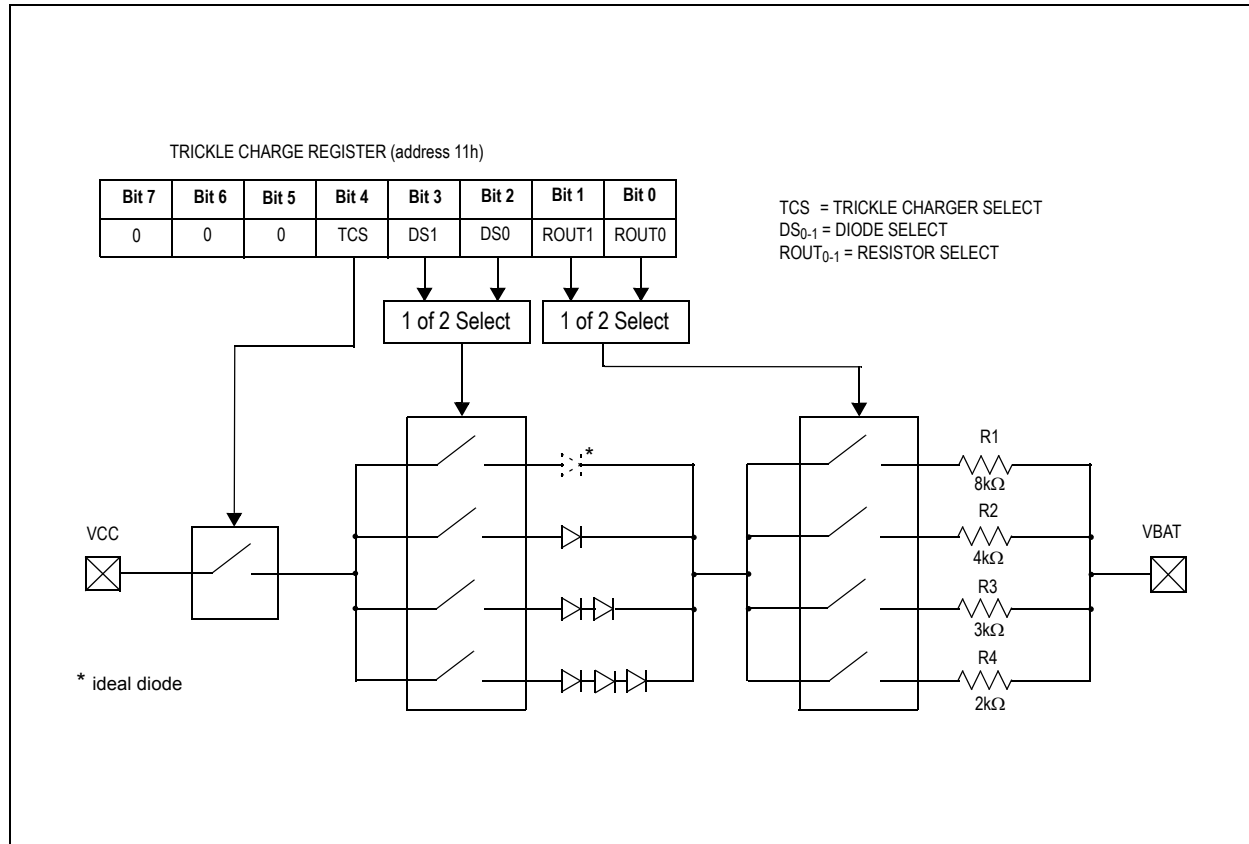 TRICKLE CHARGE REGISTER (address 11h)
Bit 7 Bit 6 Bit 5 Bit 4 Bit 3 Bit 2 Bit 1 Bit 0
0 0 0 TCS DS1 DS0 ROUT1 ROUT0
TCS = TRICKLE CHARGER SELECT
DS0-1 = DIODE SELECT
ROUT0-1 = RESISTOR SELECT
1 of 2 Select
1 of 2 Select
*
R1
8kΩ
R2
4kΩ
R3
3kΩ
R4
2kΩ
VCC
VBAT
* ideal diode